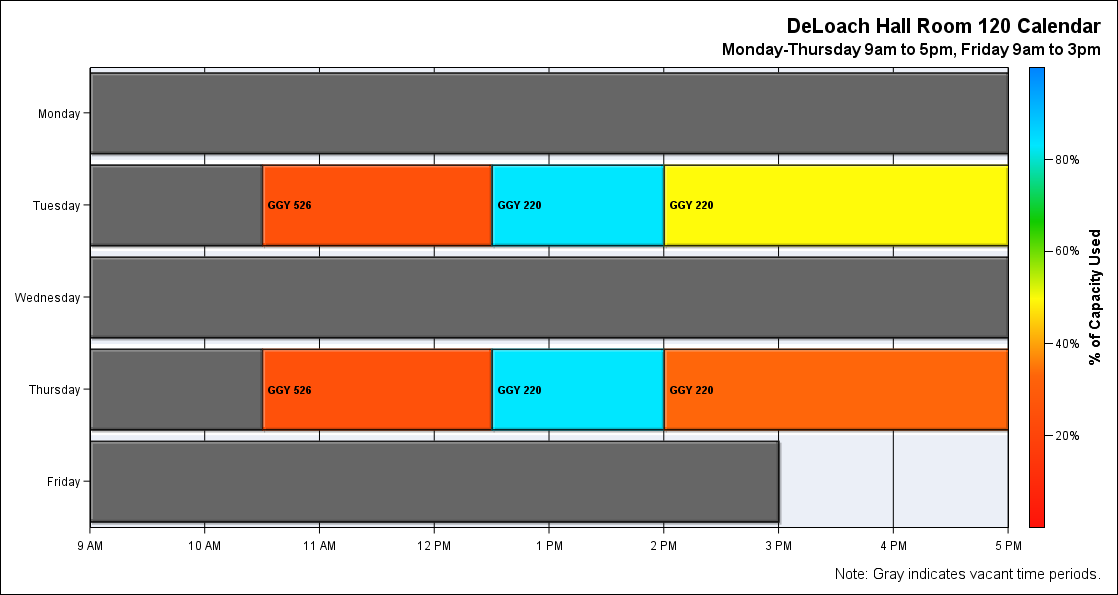 DeLoach Hall Room 120 Calendar
Monday-Thursday 9am to 5pm, Friday 9am to 3pm
Monday
Tuesday
GGY 526
GGY 220
GGY 220
Wednesday
Thursday
GGY 526
GGY 220
GGY 220
Friday
9 AM
10 AM
11 AM
12 PM
1 PM
2 PM
3 PM
4 PM
5 PM
80%
60%
40%
20%
% of Capacity Used
Note: Gray indicates vacant time periods.